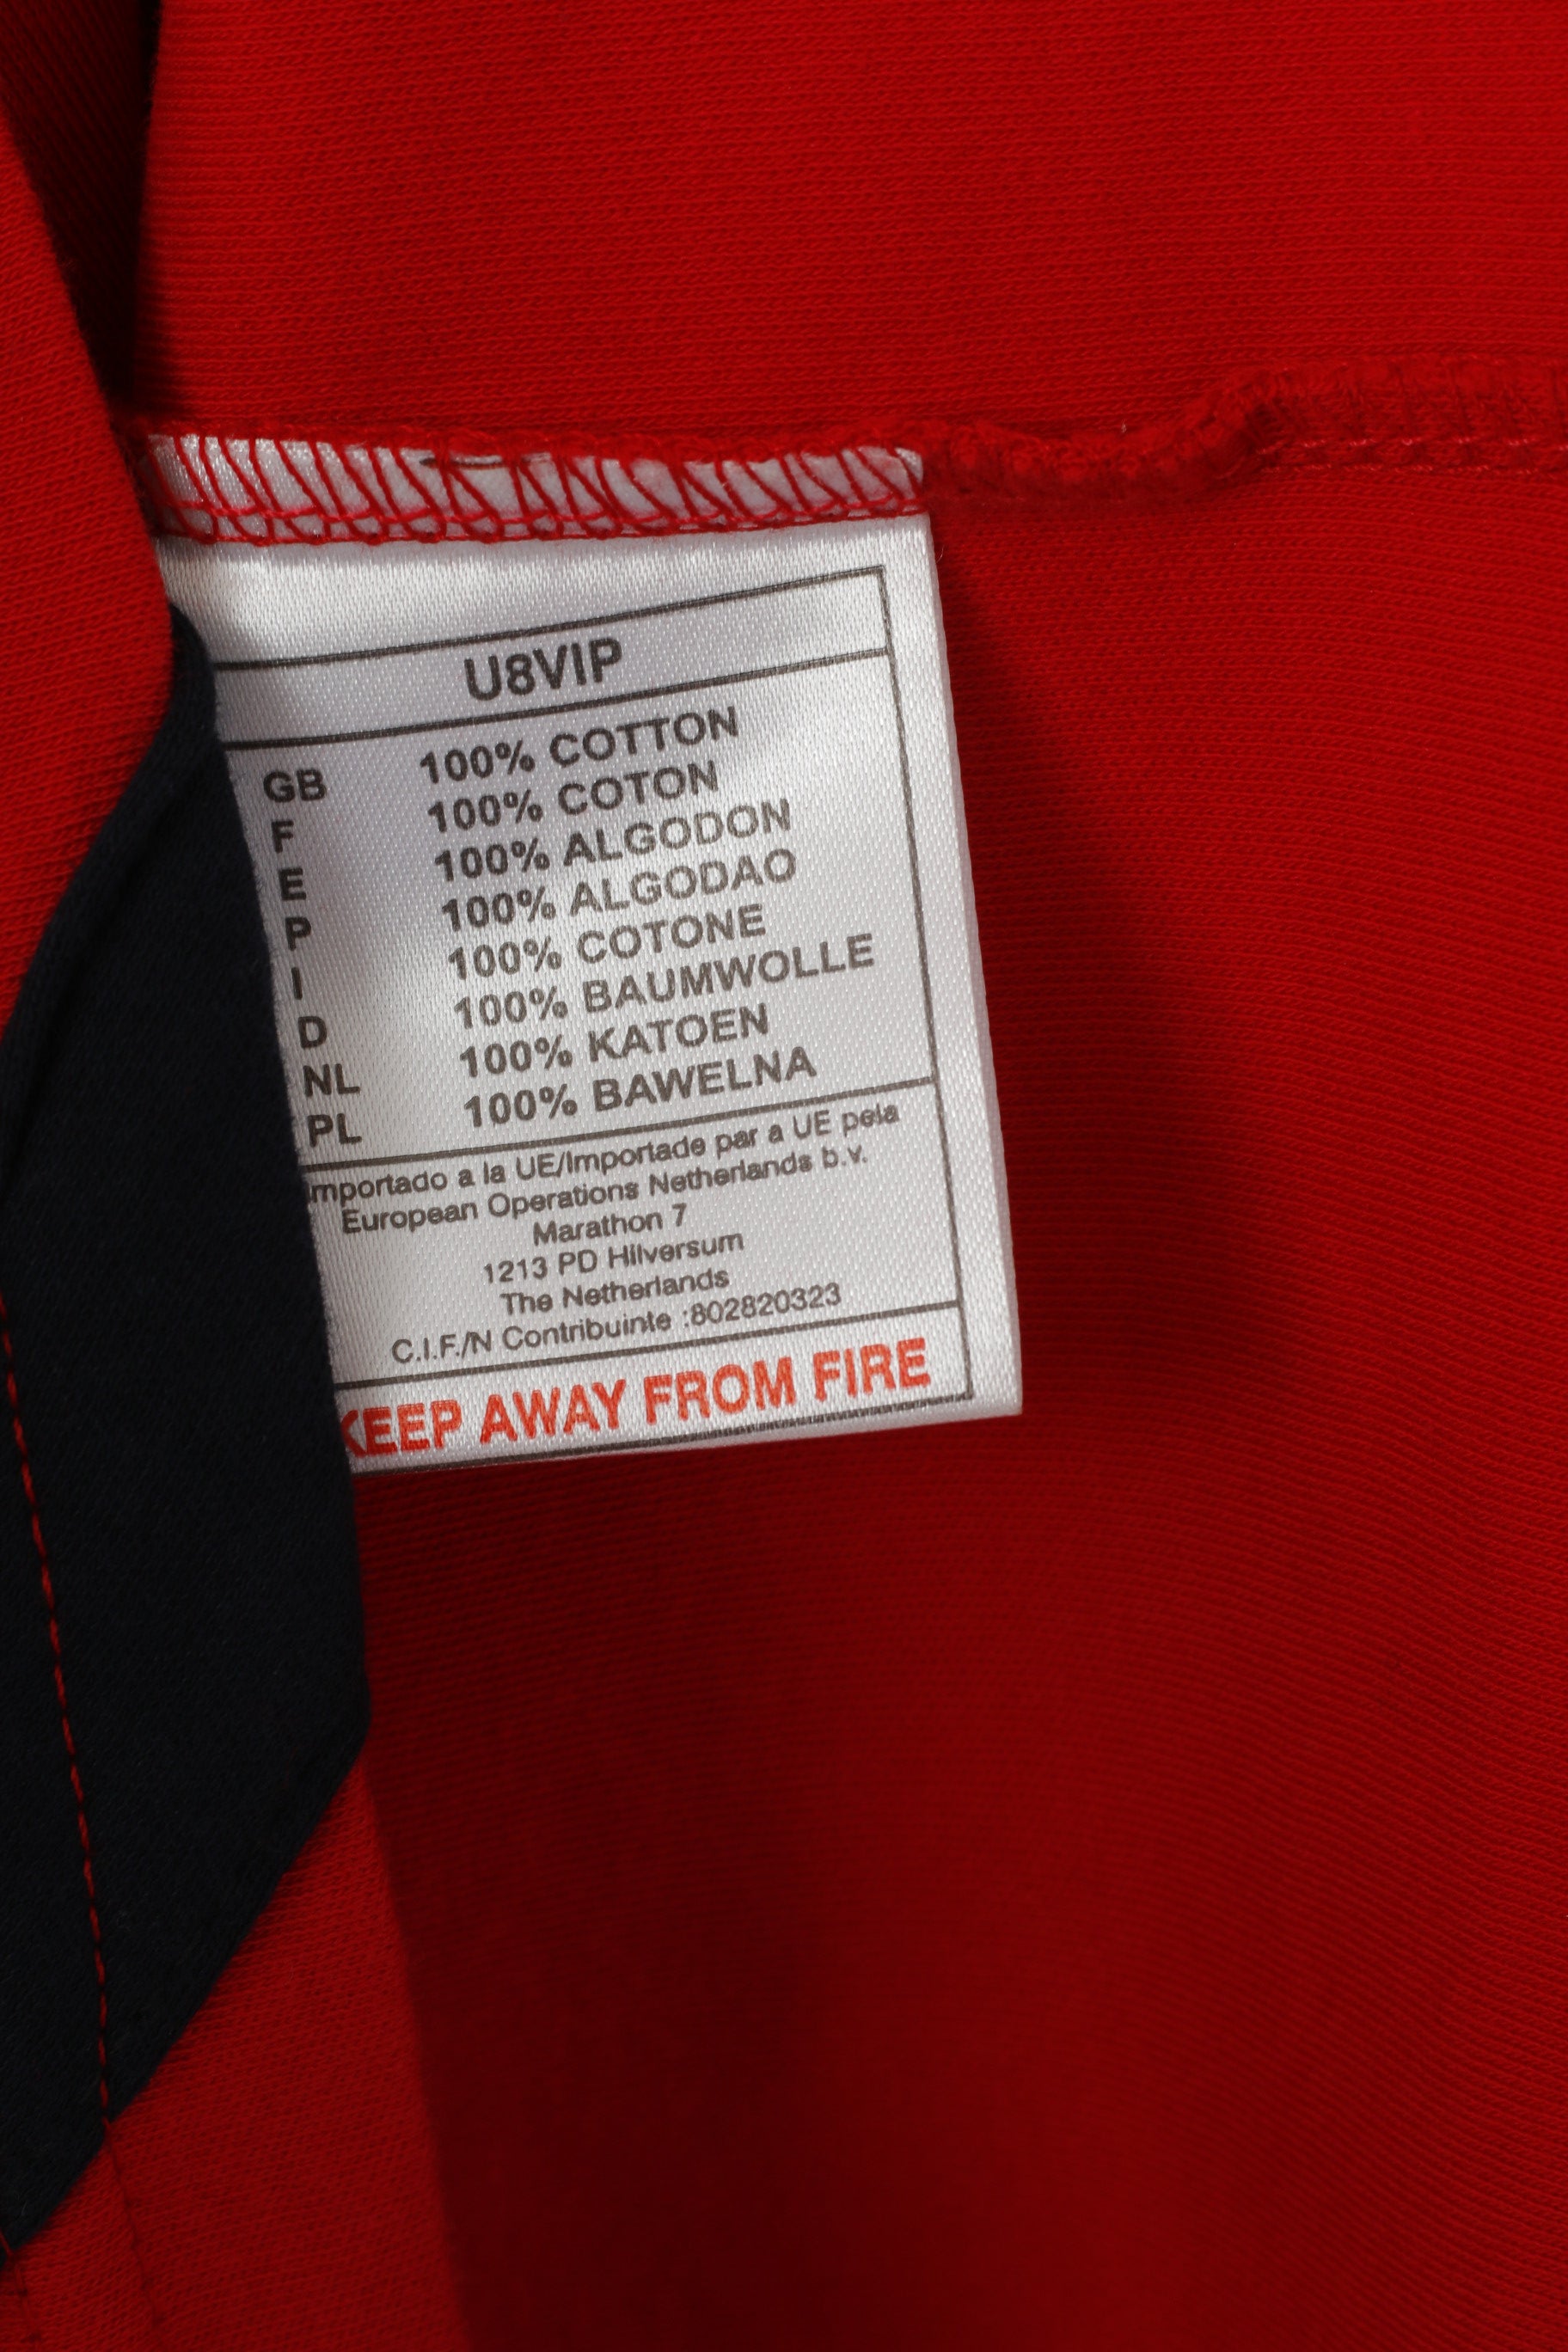 U8VIP
GB 100% COTTON
F 100% COTON
E 100% ALGODON
P 100% ALGODAO
I 100% COTONE
D 100% BAUMWOLLE
NL 100% KATOEN
PL 100% BAWELNA
Importado a la UE/Importade par a UE pela
European Operations Netherlands b.v.
Marathon 7
1213 PD Hilversum
The Netherlands
C.I.F./N Contribuinte :802820323
KEEP AWAY FROM FIRE